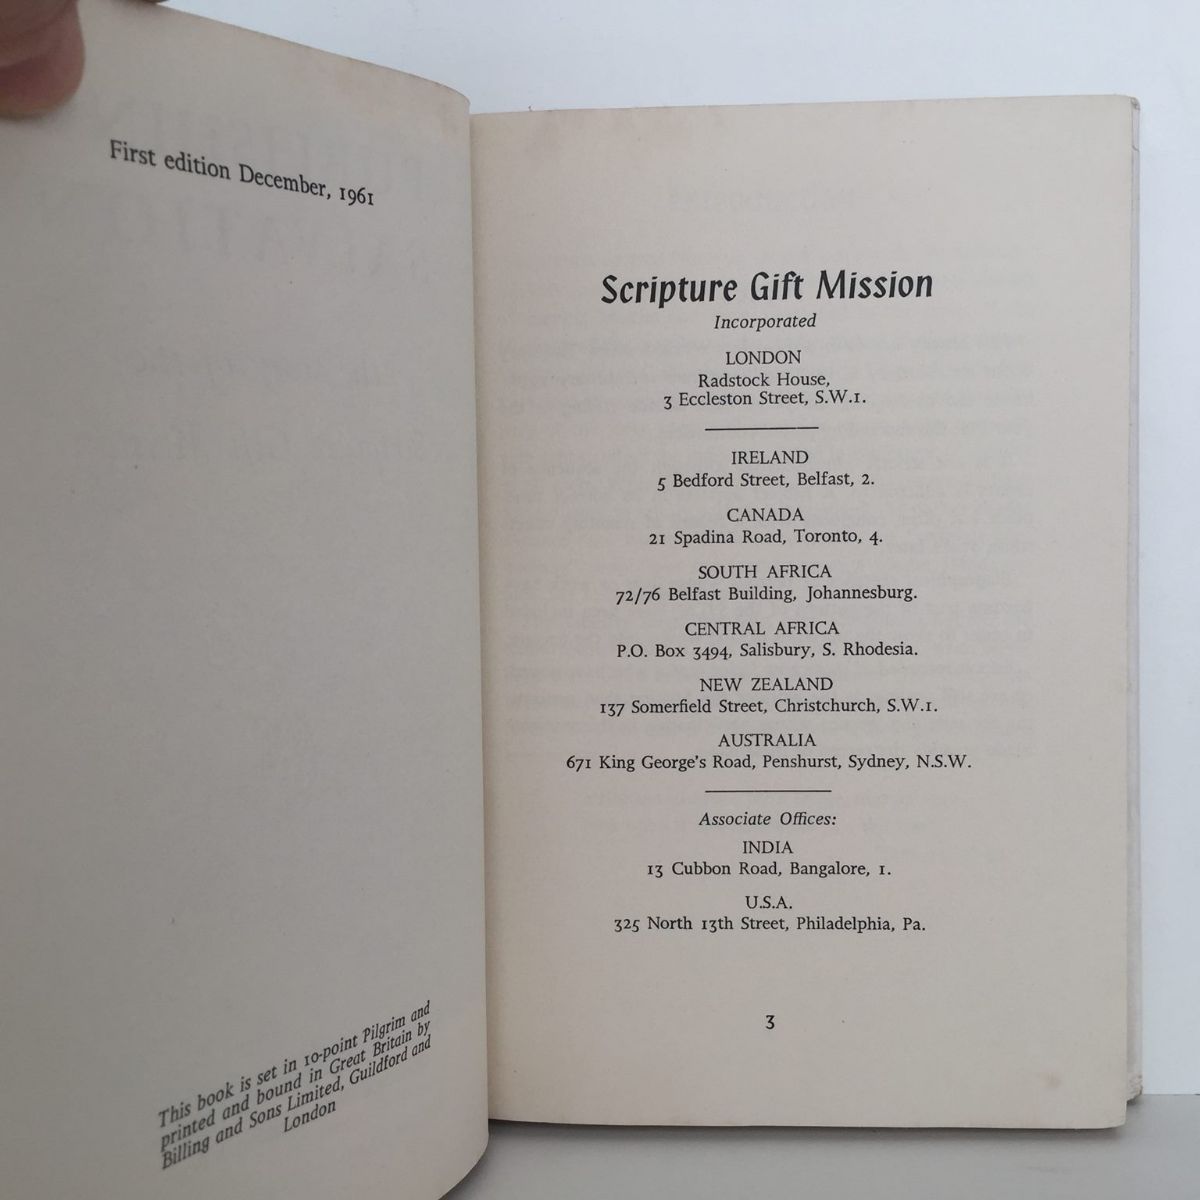 First edition December, 1961
This book is set in 10-point Pilgrim and
printed and bound in Great Britain by
Billing and Sons Limited, Guildford and
London
Scripture Gift Mission
Incorporated
LONDON
Radstock House,
3 Eccleston Street, S.W.1.
IRELAND
5 Bedford Street, Belfast, 2.
CANADA
21 Spadina Road, Toronto, 4.
SOUTH AFRICA
72/76 Belfast Building, Johannesburg.
CENTRAL AFRICA
P.O. Box 3494, Salisbury, S. Rhodesia.
NEW ZEALAND
137 Somerfield Street, Christchurch, S.W.1.
AUSTRALIA
671 King George's Road, Penshurst, Sydney, N.S.W.
Associate Offices:
INDIA
13 Cubbon Road, Bangalore, 1.
U.S.A.
325 North 13th Street, Philadelphia, Pa.
3